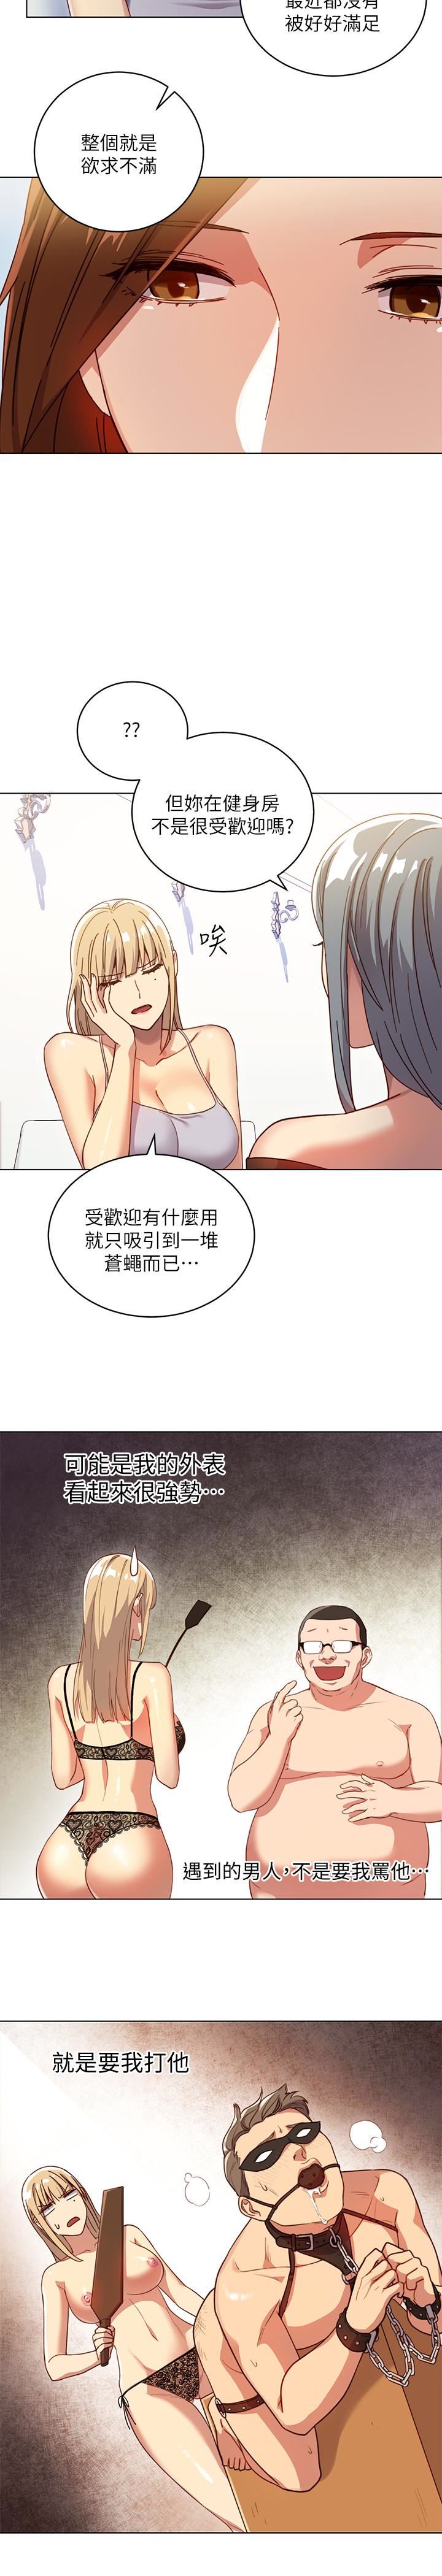 最近都沒有
被好好滿足
整個就是
欲求不滿
??
但妳在健身房
不是很受歡迎嗎?
唉
受歡迎有什麼用
就只吸引到一堆
蒼蠅而已…
可能是我的外表
看起來很強勢…
遇到的男人，不是要我罵他…
就是要我打他